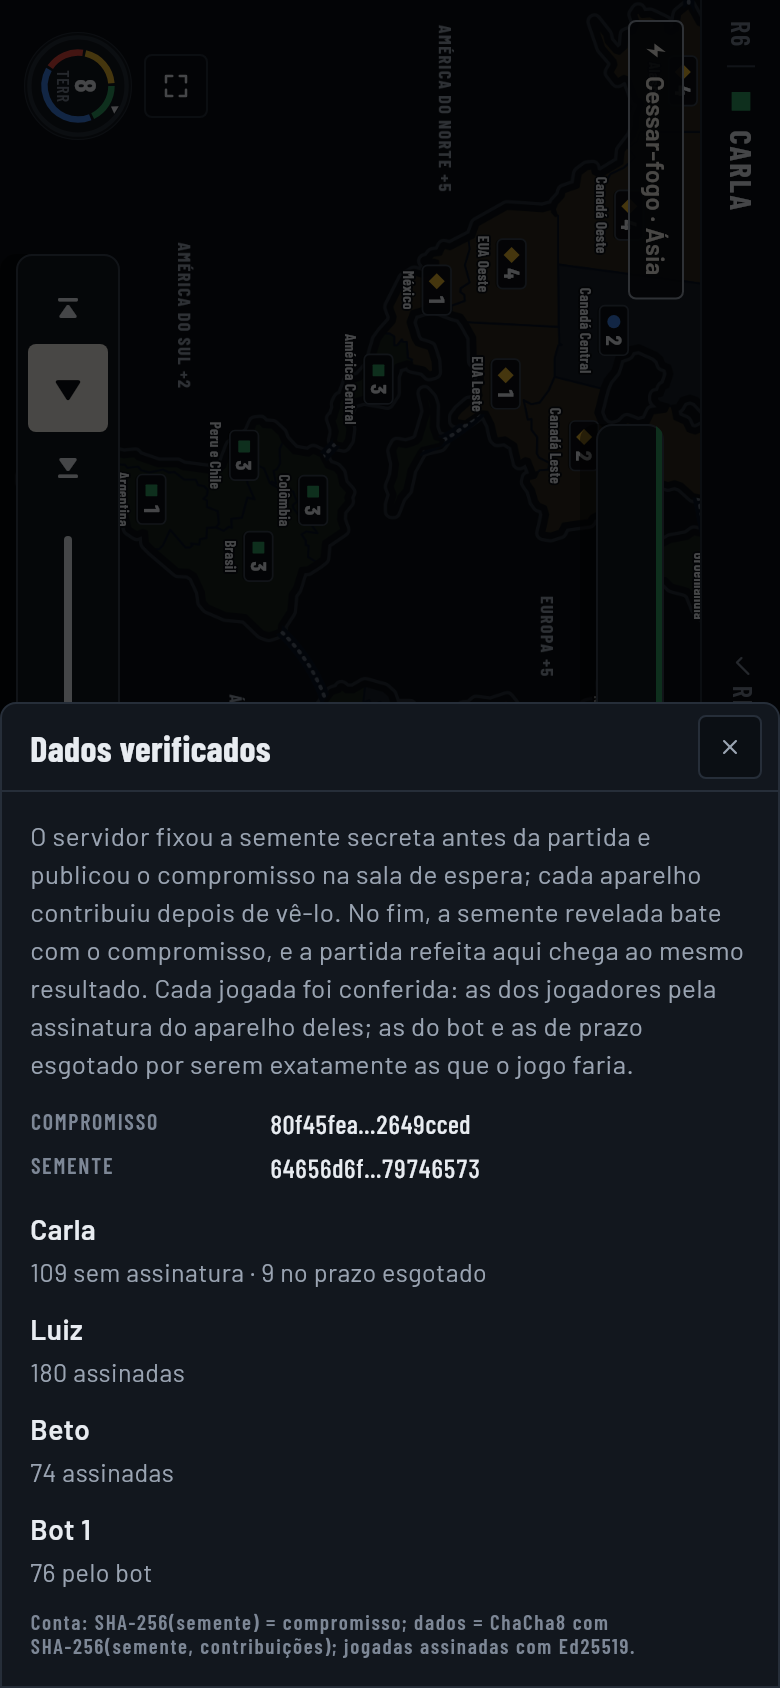 R6
CARLA
Cessar-fogo · Ásia
AMÉRICA DO NORTE +5
8
TERR
Canadá Oeste
4
EUA Oeste
4
México
1
Canadá Central
2
AMÉRICA DO SUL +2
América Central
3
EUA Leste
1
Canadá Leste
2
Peru e Chile
3
Colômbia
3
Argentina
1
Brasil
3
EUROPA +5
Dados verificados
O servidor fixou a semente secreta antes da partida e
publicou o compromisso na sala de espera; cada aparelho
contribuiu depois de vê-lo. No fim, a semente revelada bate
com o compromisso, e a partida refeita aqui chega ao mesmo
resultado. Cada jogada foi conferida: as dos jogadores pela
assinatura do aparelho deles; as do bot e as de prazo
esgotado por serem exatamente as que o jogo faria.
COMPROMISSO 80f45fea…2649cced
SEMENTE 64656d6f…79746573
Carla
109 sem assinatura · 9 no prazo esgotado
Luiz
180 assinadas
Beto
74 assinadas
Bot 1
76 pelo bot
Conta: SHA-256(semente) = compromisso; dados = ChaCha8 com
SHA-256(semente, contribuições); jogadas assinadas com Ed25519.